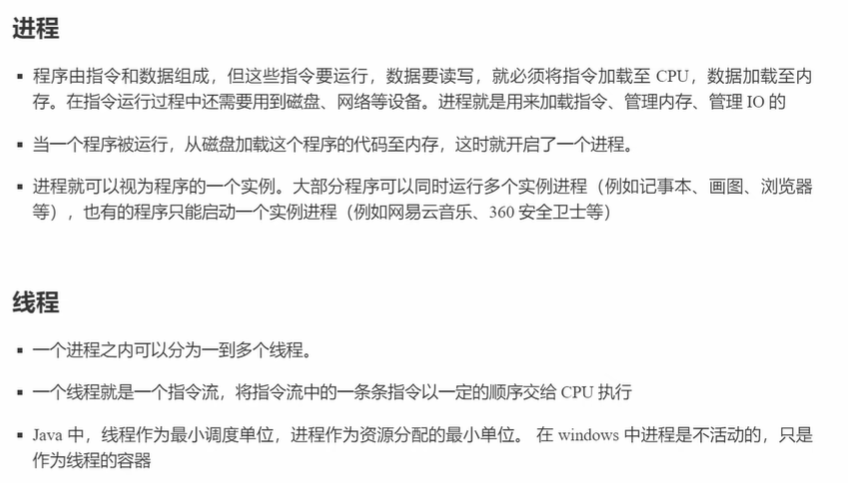 进程
▪ 程序由指令和数据组成，但这些指令要运行，数据要读写，就必须将指令加载至 CPU，数据加载至内
存。在指令运行过程中还需要用到磁盘、网络等设备。进程就是用来加载指令、管理内存、管理 IO 的
▪ 当一个程序被运行，从磁盘加载这个程序的代码至内存，这时就开启了一个进程。
▪ 进程就可以视为程序的一个实例。大部分程序可以同时运行多个实例进程（例如记事本、画图、浏览器
等），也有的程序只能启动一个实例进程（例如网易云音乐、360 安全卫士等）
线程
▪ 一个进程之内可以分为一到多个线程。
▪ 一个线程就是一个指令流，将指令流中的一条条指令以一定的顺序交给 CPU 执行
▪ Java 中，线程作为最小调度单位，进程作为资源分配的最小单位。 在 windows 中进程是不活动的，只是
作为线程的容器